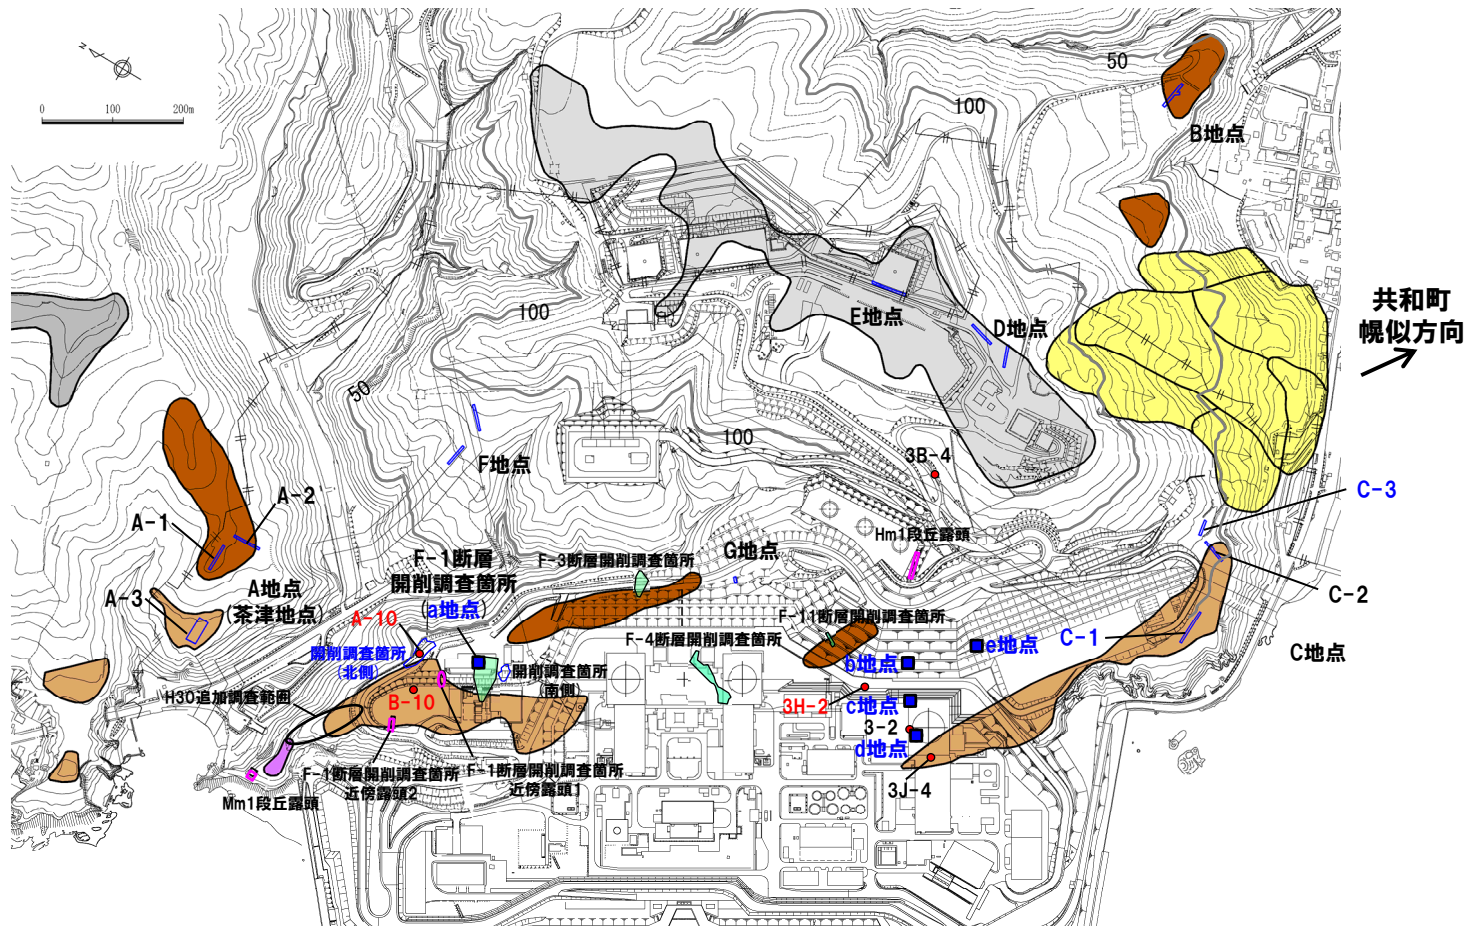 N
0 100 200m
50
100
B地点
共和町
幌似方向
100
E地点
D地点
50
100
3B-4
F地点
C-3
A-2
A-1
Hm1段丘露頭
G地点
F-1断層
開削調査箇所
(a地点)
F-3断層開削調査箇所
A地点
(茶津地点)
A-3
C-2
A-10
F-11断層開削調査箇所
F-4断層開削調査箇所
C-1
e地点
C地点
開削調査箇所
(北側)
b地点
開削調査箇所
南側
H30追加調査範囲
B-10
3H-2
c地点
3-2
d地点
F-1断層開削調査箇所
近傍露頭2
F-1断層開削調査箇所
近傍露頭1
3J-4
Mm1段丘露頭